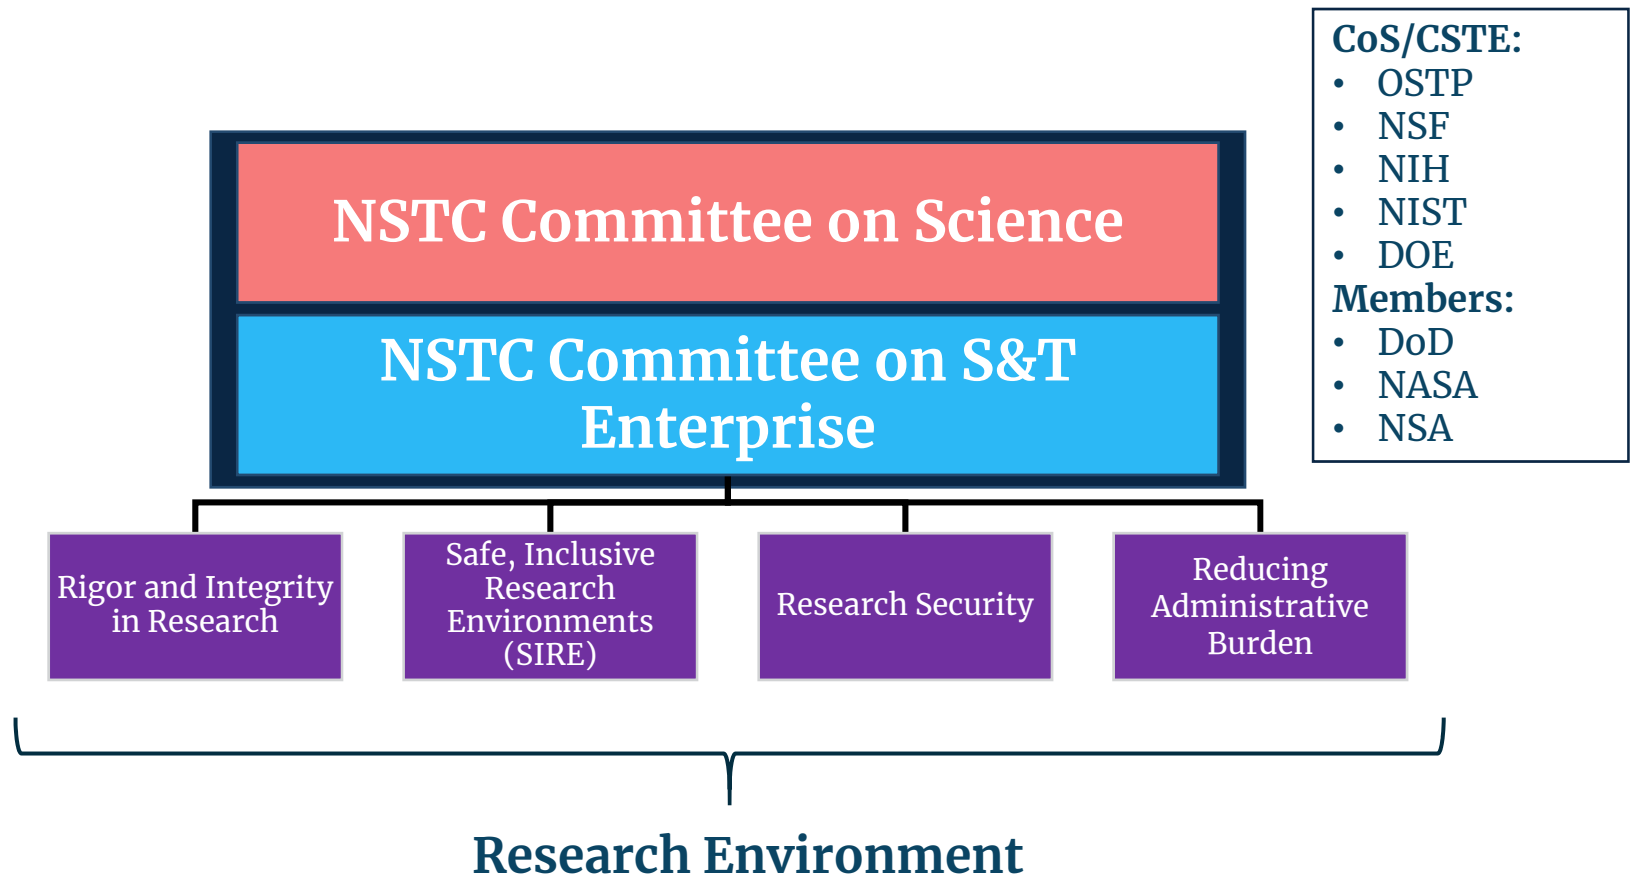 CoS/CSTE:
• OSTP
• NSF
• NIH
• NIST
• DOE
Members:
• DoD
• NASA
• NSA
NSTC Committee on Science
NSTC Committee on S&T
Enterprise
Rigor and Integrity
in Research
Safe, Inclusive
Research
Environments
(SIRE)
Research Security
Reducing
Administrative
Burden
Research Environment